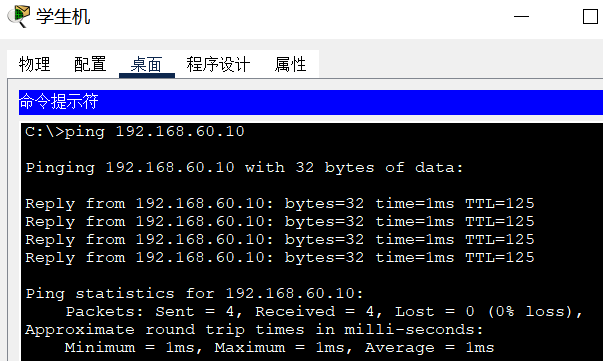 学生机
物理 配置 桌面 程序设计 属性
命令提示符
C:\>ping 192.168.60.10
Pinging 192.168.60.10 with 32 bytes of data:
Reply from 192.168.60.10: bytes=32 time=1ms TTL=125
Reply from 192.168.60.10: bytes=32 time=1ms TTL=125
Reply from 192.168.60.10: bytes=32 time=1ms TTL=125
Reply from 192.168.60.10: bytes=32 time=1ms TTL=125
Ping statistics for 192.168.60.10:
Packets: Sent = 4, Received = 4, Lost = 0 (0% loss),
Approximate round trip times in milli-seconds:
Minimum = 1ms, Maximum = 1ms, Average = 1ms